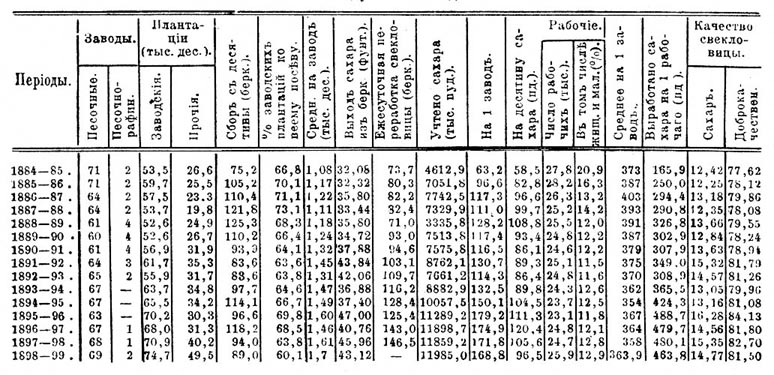 Періоды.
Заводы.
Плантаціи (тыс. дес.).
Рабочіе.
Качество свекловицы.
Песочные.
Песочно-рафин.
Заводскія.
Прочія.
Сборъ съ десятины (берк.).
% заводскихъ плантацій по всему посѣву.
Средн. на заводъ (тыс. дес.).
Выходъ сахара изъ берк (фунт.).
Ежесуточная переработка свекловицы (берк.).
Учтено сахара (тыс. пуд.).
На 1 заводъ.
На десятину сахара (пд.).
Число рабочихъ (тыс.).
Въ томъ числѣ жнщ. и мал.(%).
Среднее на 1 заводъ.
Выработано сахара на 1 рабочаго (пд ).
Сахаръ.
Доброкачествен.
1884—85 . 71 2 53,5 26,6 75,2 66,8 1,08 32,08 73,7 4612,9 63,2 58,5 27,8 20,9 373 165,9 12,42 77,62
1885—86 . 71 2 59,7 25,5 105,2 70,1 1,17 32,32 80,3 7051,8 96,6 82,8 28,2 16,3 387 250,0 12,25 78,12
1886—87 . 64 2 57,5 23.3 110,4 71,1 1,22 35,80 82,2 7742,5 117,3 96,6 26,3 13,2 403 294,4 13,18 79,86
1887—88 . 64 2 53,7 19,8 121,8 73,1 1,11 33,44 82,4 7329,9 111,0 99,7 25,2 14,2 393 290,8 12,35 78,08
1888—89 . 61 4 52,6 24,9 125,3 68,3 1,18 35,80 71,0 8335,8 128,2 108,8 25,5 12,0 391 326,8 13,66 79,55
1889—90 . 60 4 52,6 26,7 110,2 66,4 1,24 34,72 93,0 7513,8 117,4 93,4 24,8 12,2 387 302,9 12,84 78,24
1890—91 . 61 4 56,9 31,9 93,9 64,1 1,32 37,88 94,6 7575,8 116,5 86,1 24,6 12,2 379 307,9 13,63 78,94
1891—92 . 64 3 61,7 35,3 83,6 63,6 1,45 43,84 103,1 8762,1 130,7 89,3 25,1 11,1 375 349,0 15,32 81,79
1892—93 . 65 2 55,9 31,7 83,6 63,8 1,31 42,06 109,7 7661,2 114,3 86,4 24,8 11,6 370 308,9 14,57 81,26
1893—94 . 67 — 63,7 34,8 97,7 64,6 1,47 36,88 116,2 8882,9 132,5 89,8 24,3 12,6 362 365,5 13,05 79,96
1894—95 . 67 — 65,5 34,2 114,1 66,7 1,49 37,40 128,4 10057,5 150,1 104,5 23,7 12,5 354 424,3 13,16 81,08
1895—96 . 63 — 70,2 30,3 96,6 69,8 1,60 47,00 125,4 11289,2 179,2 111,3 23,1 11,8 367 488,7 16,28 84,13
1896—97 . 67 1 68,0 31,3 118,2 68,5 1,46 40,76 143,0 11898,7 174,9 120,4 24,8 12,1 364 479,7 14,56 81,80
1897—98 . 68 1 70,9 40,2 94,0 63,8 1,61 45,96 146,5 11859,2 171,8 105,6 24,7 12,8 358 480,1 15,35 82,70
1898—99 . 69 2 74,7 49,5 89,0 60,1 1,7 43,12 — 11985,0 168,8 96,5 25,9 12,9 363,9 463,8 14,77 81,50